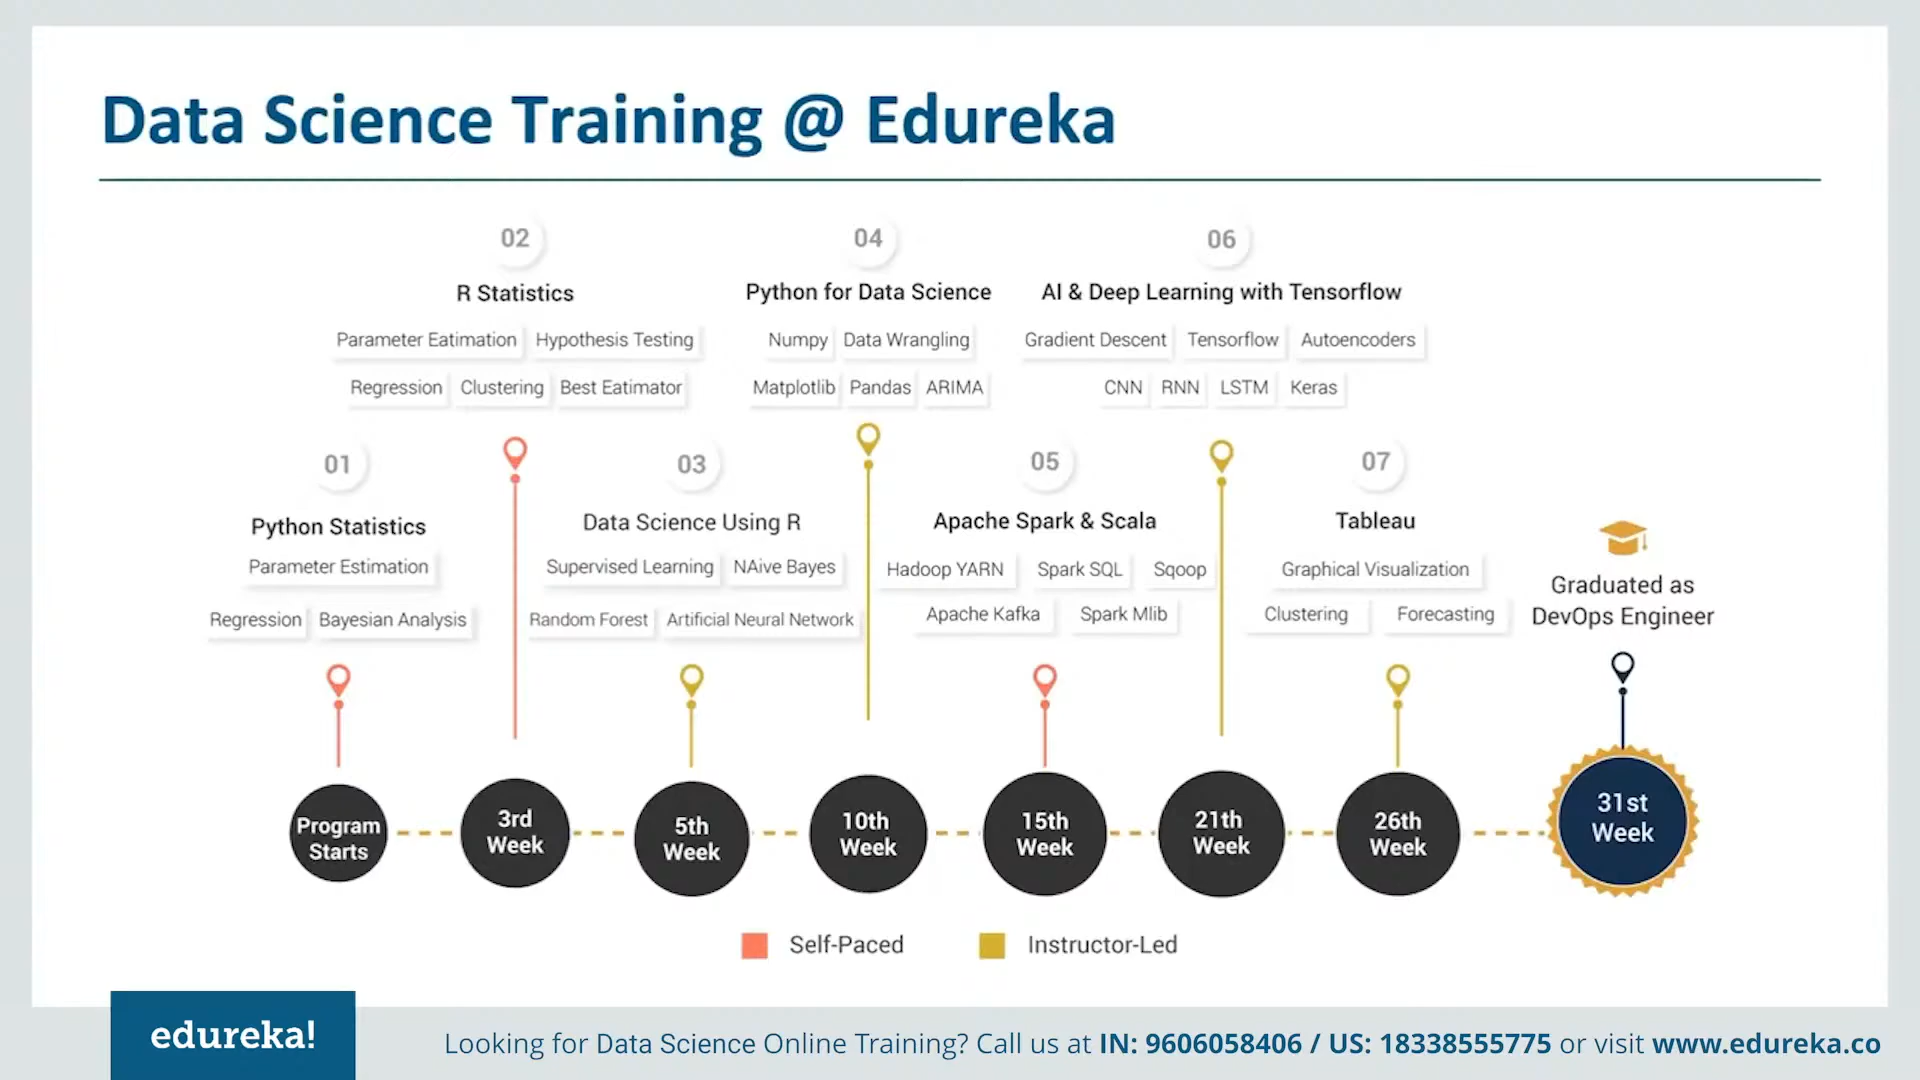 Data Science Training @ Edureka
02
R Statistics
Parameter Eatimation Hypothesis Testing
Regression Clustering Best Eatimator
04
Python for Data Science
Numpy Data Wrangling
Matplotlib Pandas ARIMA
06
AI & Deep Learning with Tensorflow
Gradient Descent Tensorflow Autoencoders
CNN RNN LSTM Keras
01
Python Statistics
Parameter Estimation
Regression Bayesian Analysis
03
Data Science Using R
Supervised Learning NAive Bayes
Random Forest Artificial Neural Network
05
Apache Spark & Scala
Hadoop YARN Spark SQL Sqoop
Apache Kafka Spark Mlib
07
Tableau
Graphical Visualization
Clustering Forecasting
Graduated as
DevOps Engineer
Program
Starts
3rd
Week
5th
Week
10th
Week
15th
Week
21th
Week
26th
Week
31st
Week
Self-Paced
Instructor-Led
edureka!
Looking for Data Science Online Training? Call us at IN: 9606058406 / US: 18338555775 or visit www.edureka.co